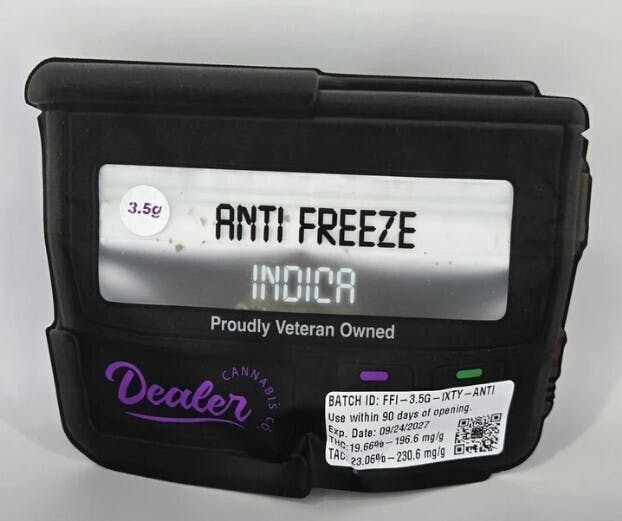 3.5g
ANTI FREEZE
INDICA
Proudly Veteran Owned
Dealer
CANNABIS CO.
BATCH ID: FFI-3.5G-IXTY-ANTI
Use within 90 days of opening.
Exp. Date: 09/24/2027
THC: 19.66% - 196.6 mg/g
TAC: 23.06% - 230.6 mg/g